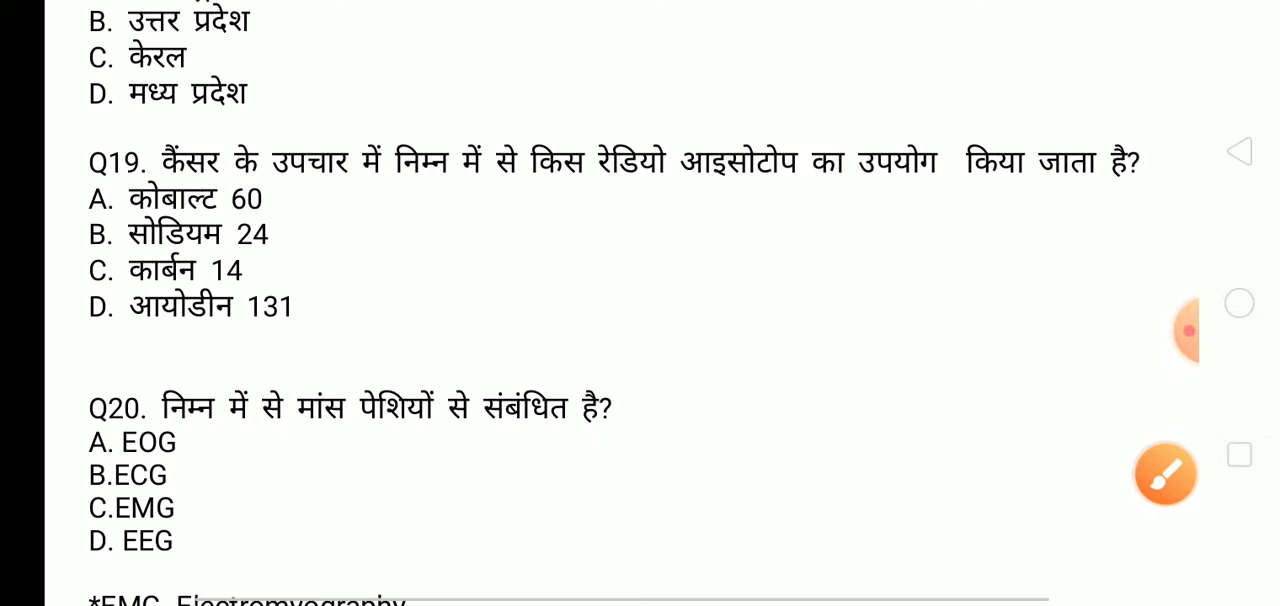 B. उत्तर प्रदेश
C. केरल
D. मध्य प्रदेश
Q19. कैंसर के उपचार में निम्न में से किस रेडियो आइसोटोप का उपयोग किया जाता है?
A. कोबाल्ट 60
B. सोडियम 24
C. कार्बन 14
D. आयोडीन 131
Q20. निम्न में से मांस पेशियों से संबंधित है?
A. EOG
B.ECG
C.EMG
D. EEG